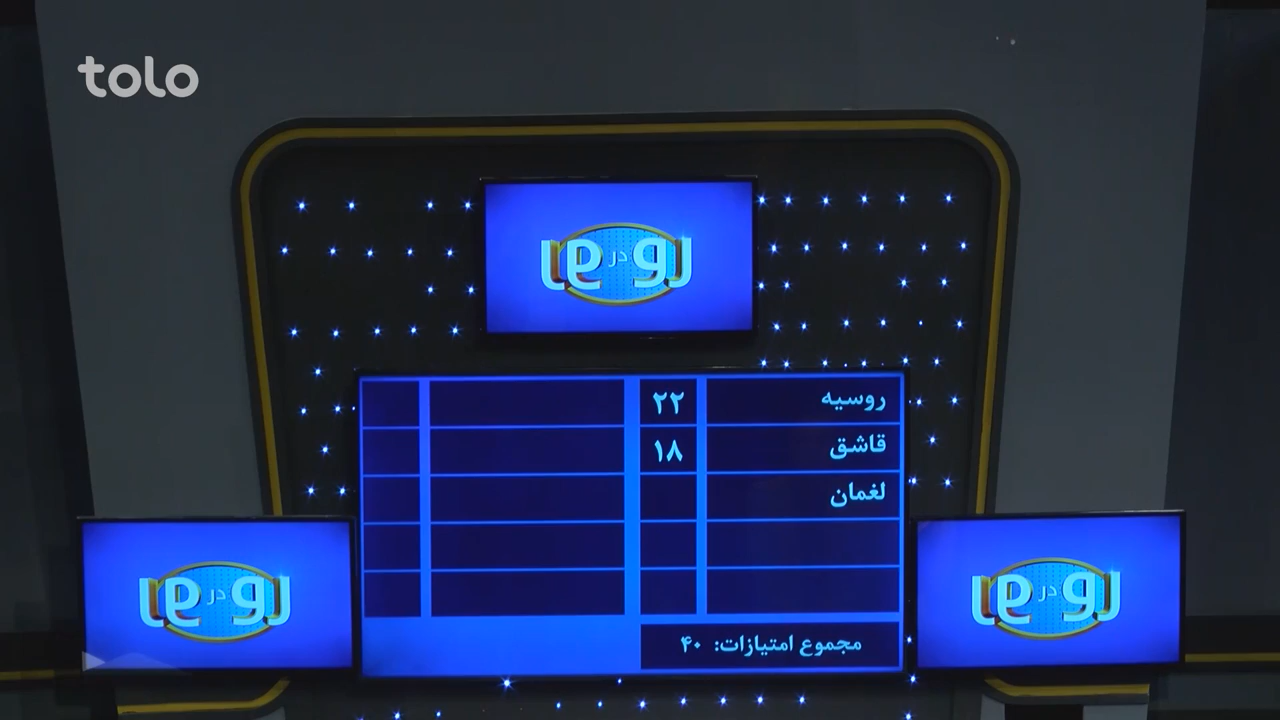 tolo
رو در رو
روسیه ۲۲
قاشق ۱۸
لغمان
مجموع امتیازات: ۴۰
رو در رو
رو در رو